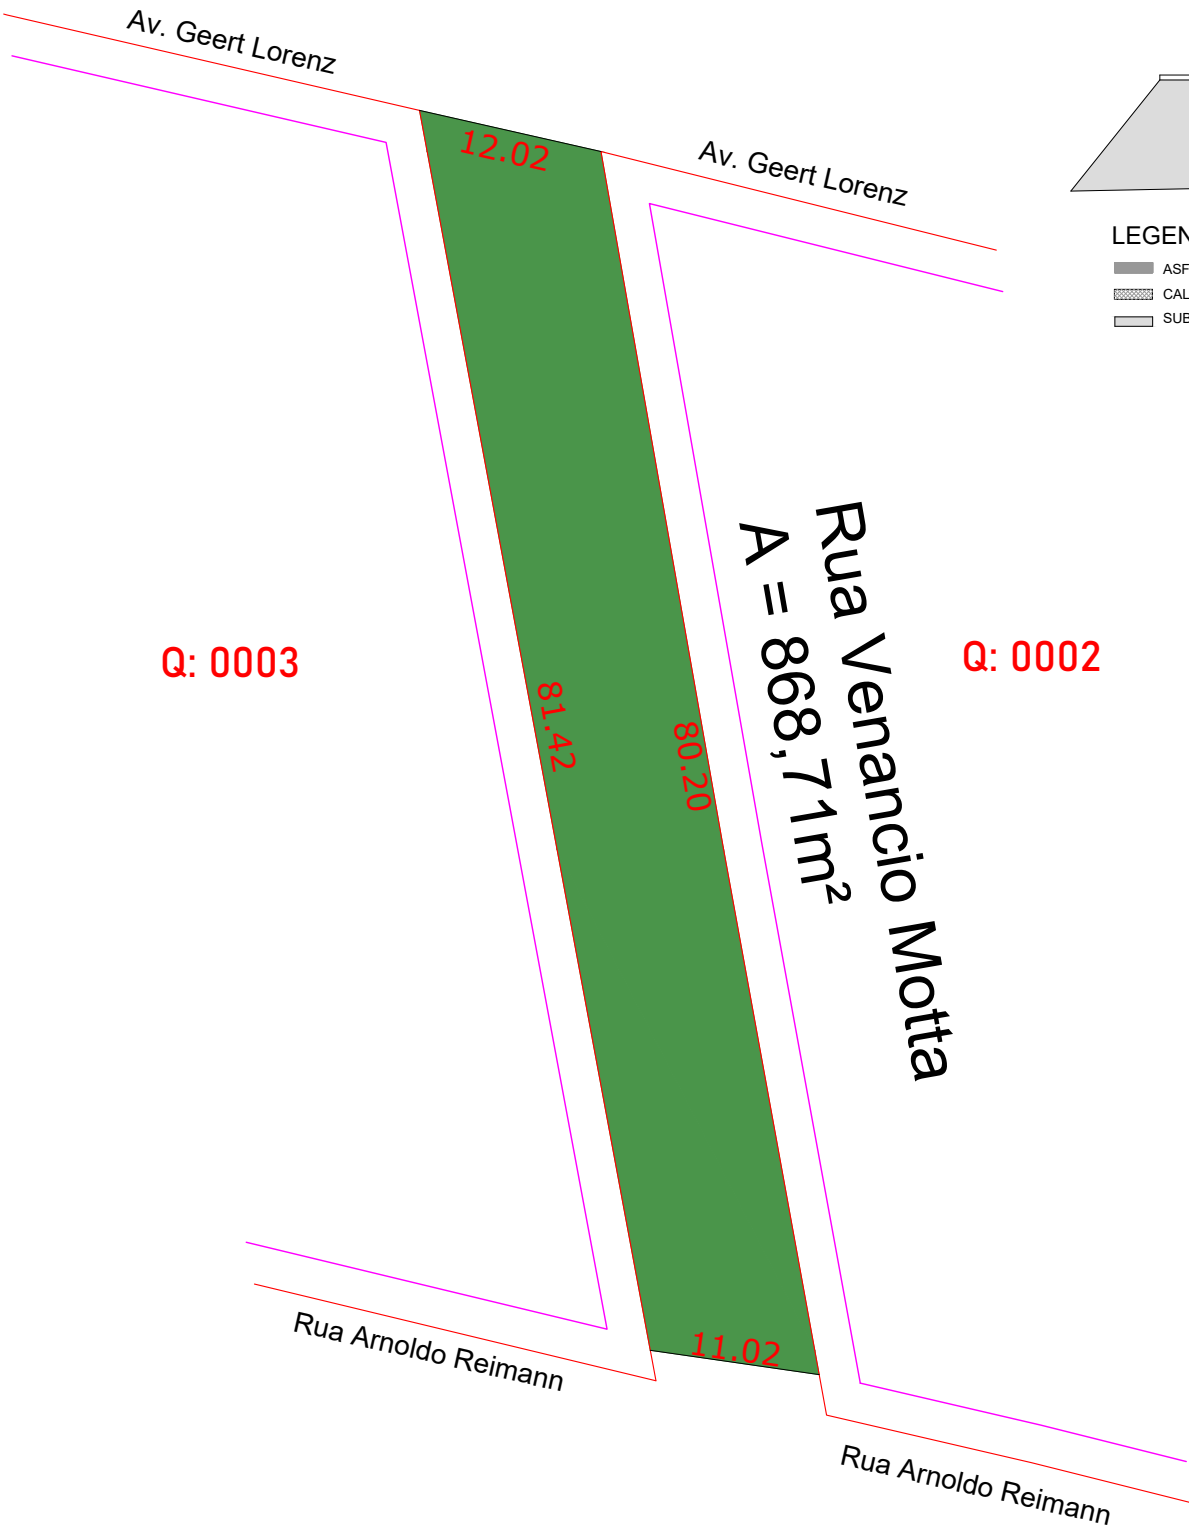 Av. Geert Lorenz
12.02
Av. Geert Lorenz
LEGEN
ASF
CAL
SUB
Rua Venancio Motta
A = 868,71m²
Q: 0003
Q: 0002
81.42
80.20
11.02
Rua Arnoldo Reimann
Rua Arnoldo Reimann